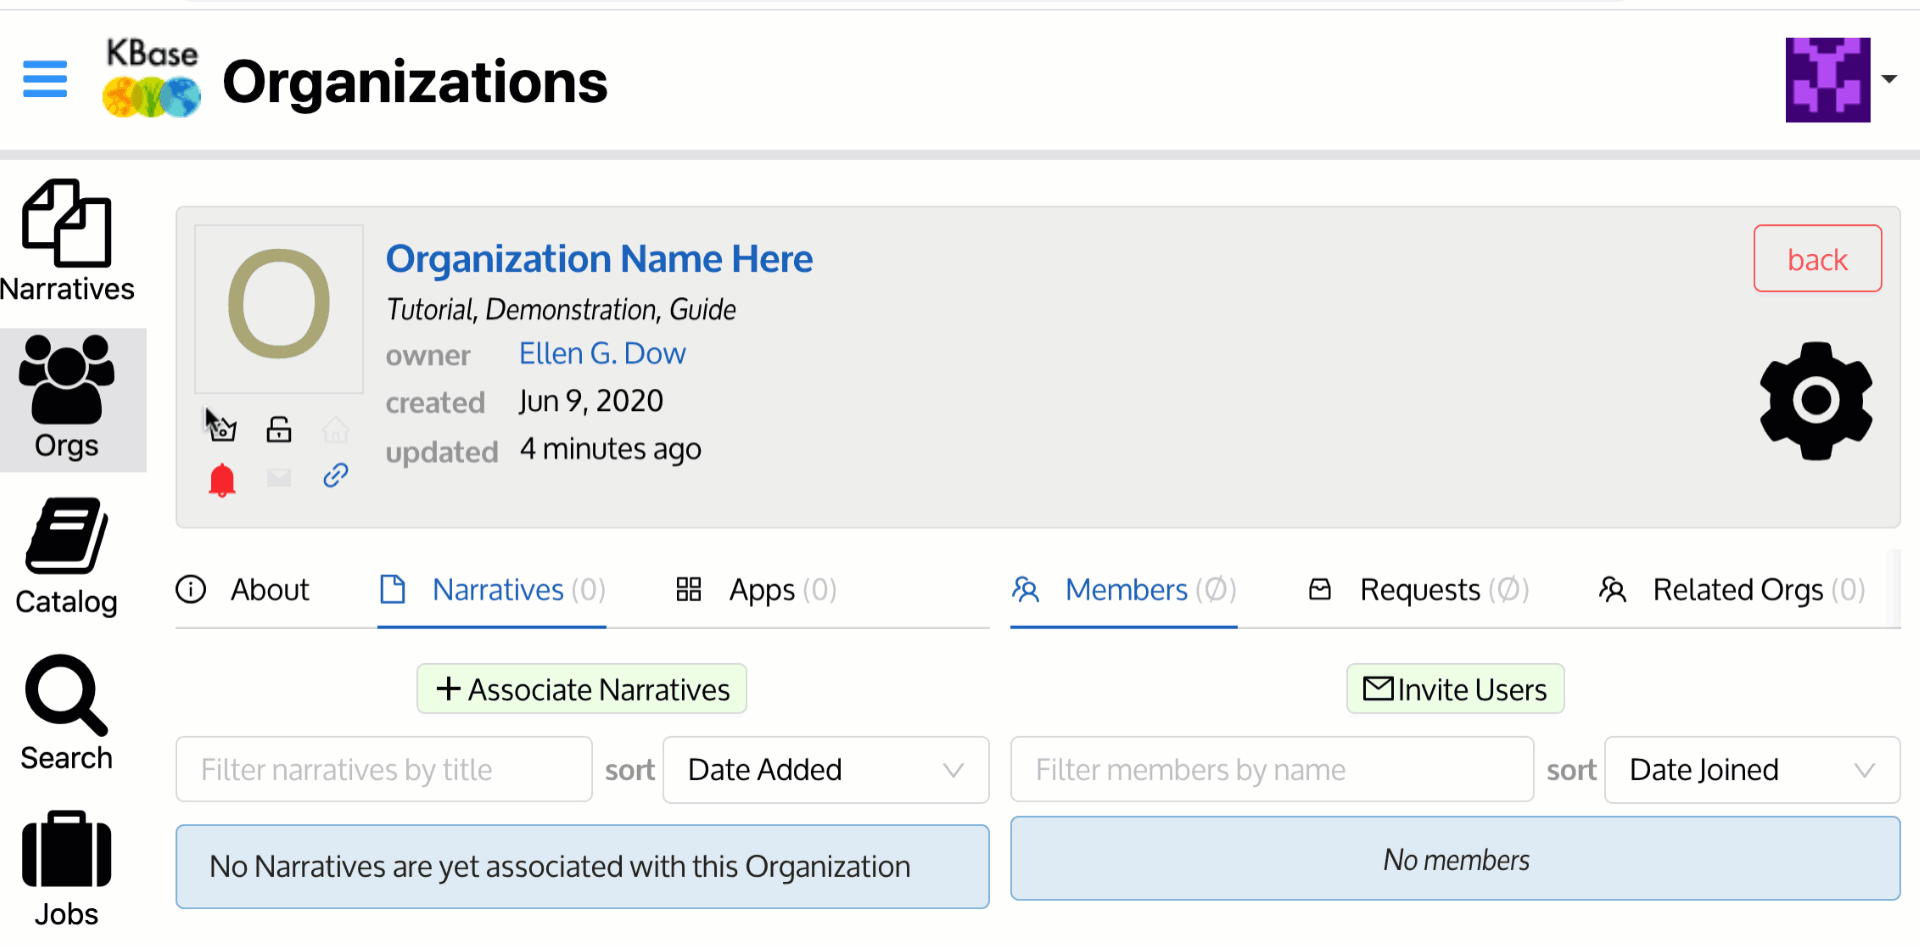 KBase
Organizations
Narratives
Orgs
Catalog
Search
Jobs
O
Organization Name Here
Tutorial, Demonstration, Guide
owner Ellen G. Dow
created Jun 9, 2020
updated 4 minutes ago
back
About Narratives (0) Apps (0)
Associate Narratives
Filter narratives by title sort Date Added
No Narratives are yet associated with this Organization
Members (Ø) Requests (Ø) Related Orgs (0)
Invite Users
Filter members by name sort Date Joined
No members